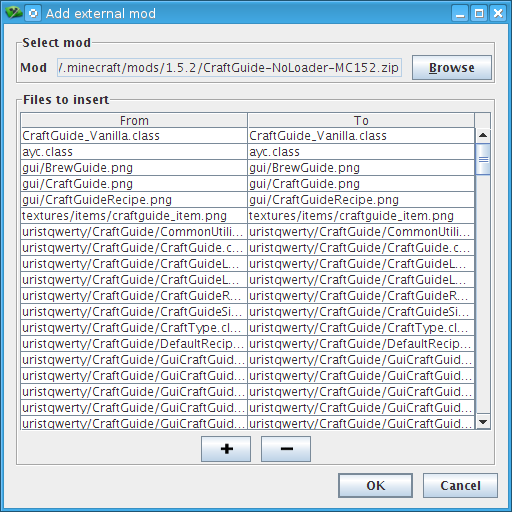 Add external mod
Select mod
Mod /.minecraft/mods/1.5.2/CraftGuide-NoLoader-MC152.zip Browse
Files to insert
From To
CraftGuide_Vanilla.class CraftGuide_Vanilla.class
ayc.class ayc.class
gui/BrewGuide.png gui/BrewGuide.png
gui/CraftGuide.png gui/CraftGuide.png
gui/CraftGuideRecipe.png gui/CraftGuideRecipe.png
textures/items/craftguide_item.png textures/items/craftguide_item.png
uristqwerty/CraftGuide/CommonUtili... uristqwerty/CraftGuide/CommonUtili...
uristqwerty/CraftGuide/CraftGuide.c... uristqwerty/CraftGuide/CraftGuide.c...
uristqwerty/CraftGuide/CraftGuideL... uristqwerty/CraftGuide/CraftGuideL...
uristqwerty/CraftGuide/CraftGuideL... uristqwerty/CraftGuide/CraftGuideL...
uristqwerty/CraftGuide/CraftGuideR... uristqwerty/CraftGuide/CraftGuideR...
uristqwerty/CraftGuide/CraftGuideSi... uristqwerty/CraftGuide/CraftGuideSi...
uristqwerty/CraftGuide/CraftType.cl... uristqwerty/CraftGuide/CraftType.cl...
uristqwerty/CraftGuide/DefaultRecip... uristqwerty/CraftGuide/DefaultRecip...
uristqwerty/CraftGuide/GuiCraftGuid... uristqwerty/CraftGuide/GuiCraftGuid...
uristqwerty/CraftGuide/GuiCraftGuid... uristqwerty/CraftGuide/GuiCraftGuid...
uristqwerty/CraftGuide/GuiCraftGuid... uristqwerty/CraftGuide/GuiCraftGuid...
uristqwerty/CraftGuide/GuiCraftGuid... uristqwerty/CraftGuide/GuiCraftGuid...
uristqwerty/CraftGuide/GuiCraftGuid... uristqwerty/CraftGuide/GuiCraftGuid...
+ −
OK Cancel